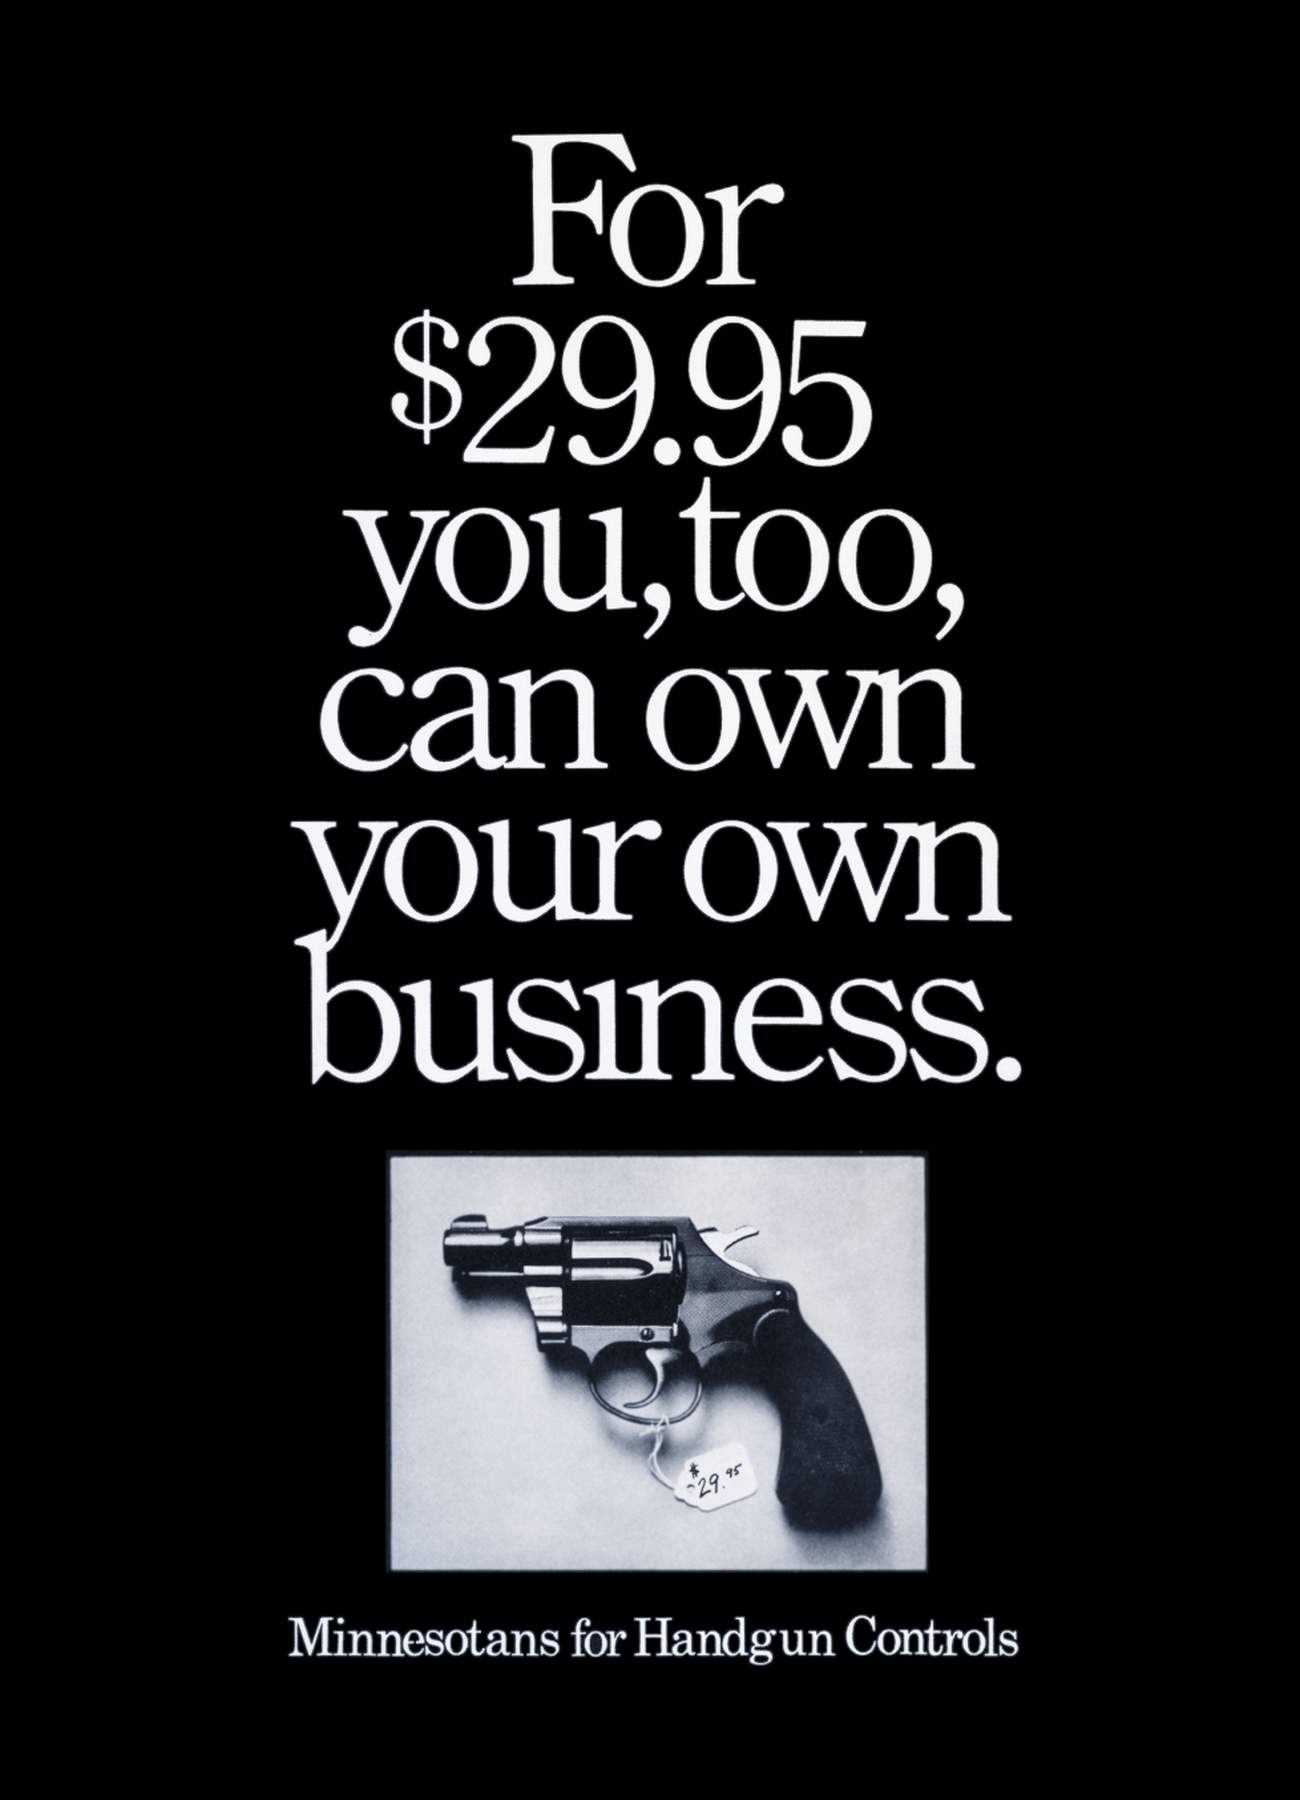 For
$29.95
you, too,
can own
your own
business.
$29.95
Minnesotans for Handgun Controls